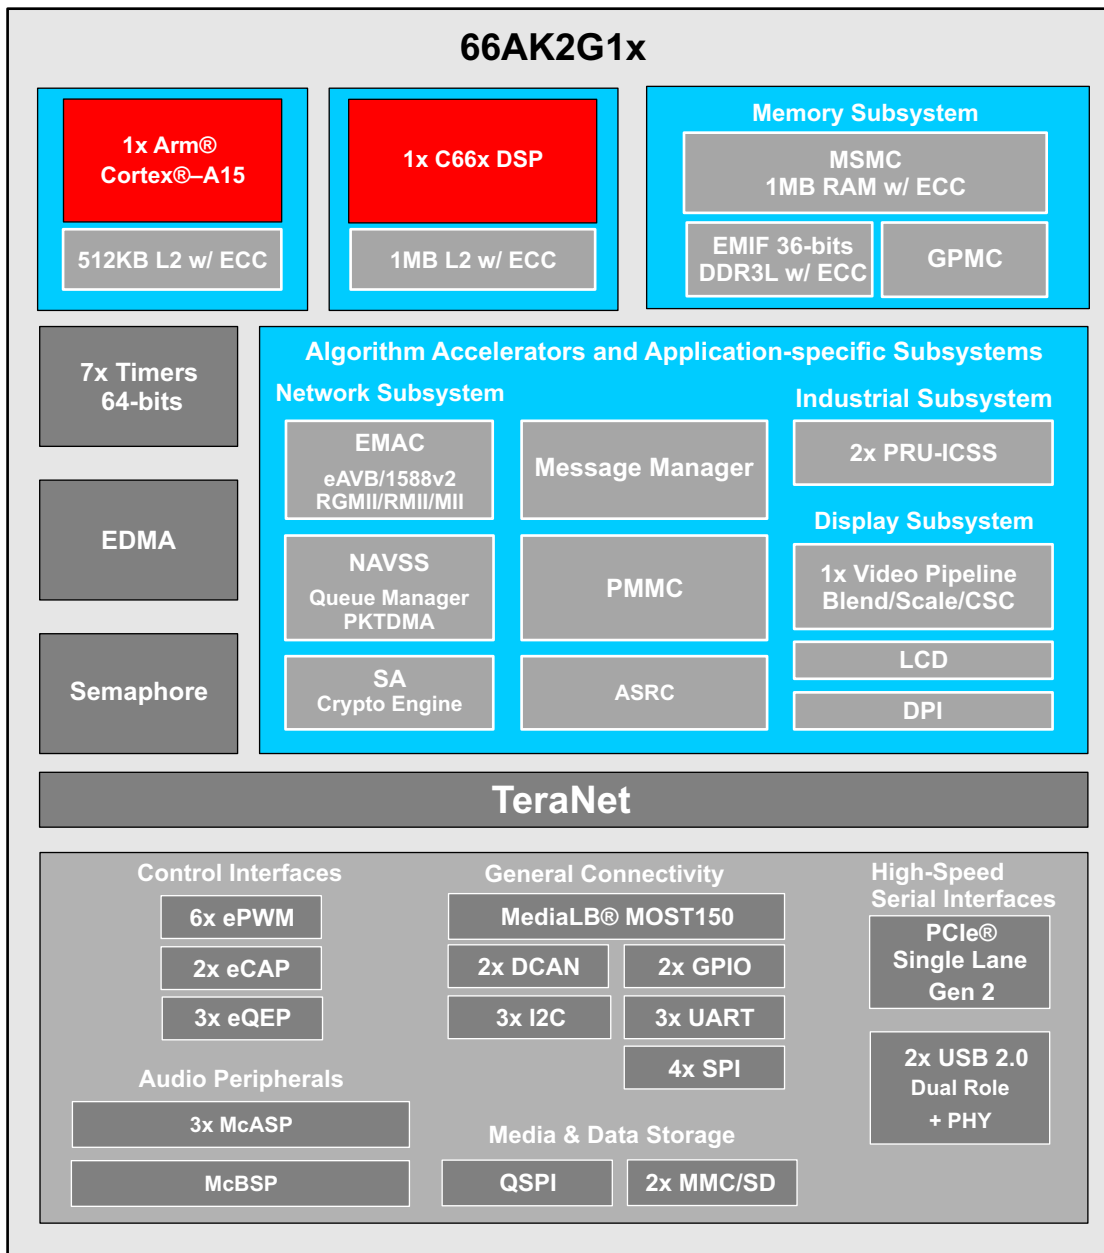 66AK2G1x
1x Arm®
Cortex®–A15
512KB L2 w/ ECC
1x C66x DSP
1MB L2 w/ ECC
Memory Subsystem
MSMC
1MB RAM w/ ECC
EMIF 36-bits
DDR3L w/ ECC
GPMC
7x Timers
64-bits
EDMA
Semaphore
Algorithm Accelerators and Application-specific Subsystems
Network Subsystem
EMAC
eAVB/1588v2
RGMII/RMII/MII
NAVSS
Queue Manager
PKTDMA
SA
Crypto Engine
Message Manager
PMMC
ASRC
Industrial Subsystem
2x PRU-ICSS
Display Subsystem
1x Video Pipeline
Blend/Scale/CSC
LCD
DPI
TeraNet
Control Interfaces
6x ePWM
2x eCAP
3x eQEP
Audio Peripherals
3x McASP
McBSP
General Connectivity
MediaLB® MOST150
2x DCAN
2x GPIO
3x I2C
3x UART
4x SPI
Media & Data Storage
QSPI
2x MMC/SD
High-Speed
Serial Interfaces
PCIe®
Single Lane
Gen 2
2x USB 2.0
Dual Role
+ PHY